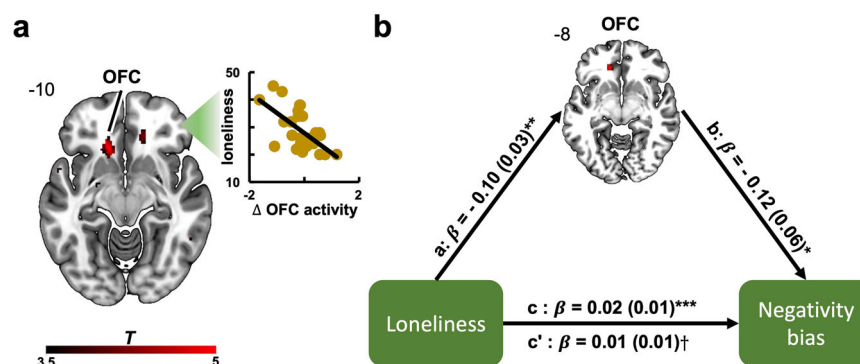 a
-10
OFC
50
loneliness
10
-2
2
Δ OFC activity
T
3.5
5
b
-8
OFC
a: β = - 0.10 (0.03)**
b: β = - 0.12 (0.06)*
Loneliness
c : β = 0.02 (0.01)***
c' : β = 0.01 (0.01)†
Negativity
bias